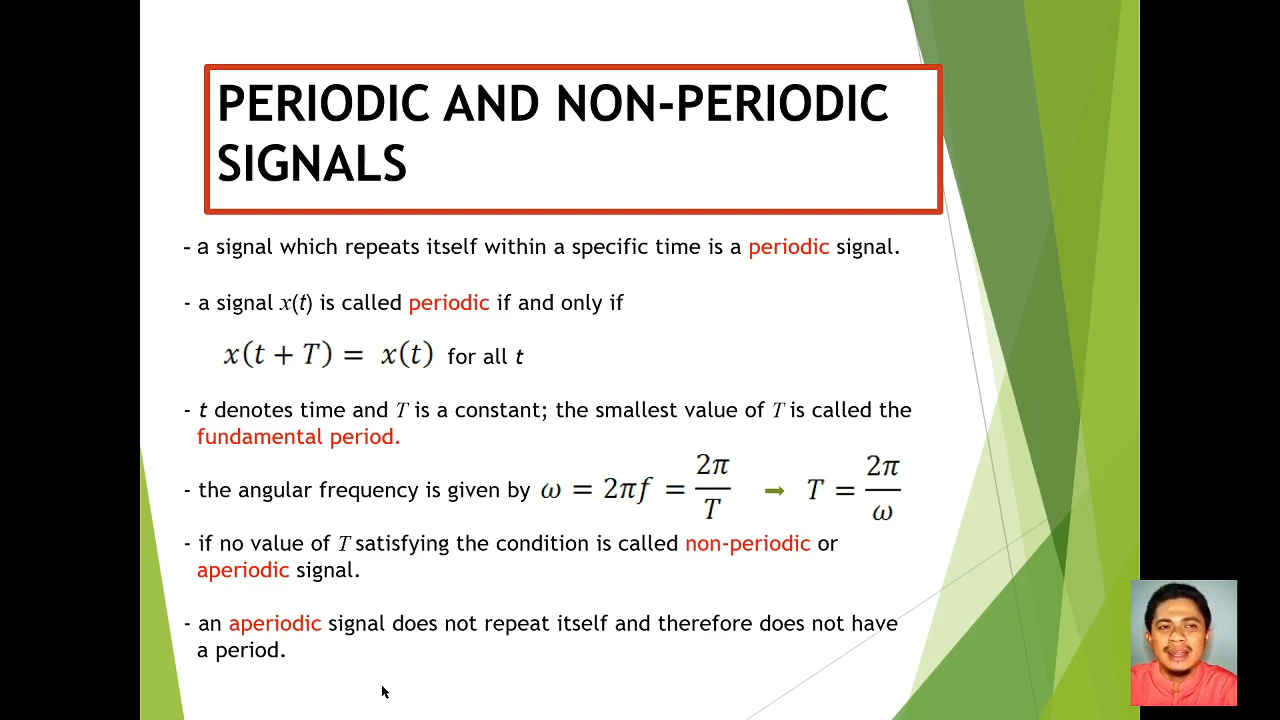 PERIODIC AND NON-PERIODIC
SIGNALS
- a signal which repeats itself within a specific time is a periodic signal.
- a signal x(t) is called periodic if and only if
x(t + T) = x(t) for all t
- t denotes time and T is a constant; the smallest value of T is called the
fundamental period.
- the angular frequency is given by ω = 2πf = 2π/T ➡ T = 2π/ω
- if no value of T satisfying the condition is called non-periodic or
aperiodic signal.
- an aperiodic signal does not repeat itself and therefore does not have
a period.